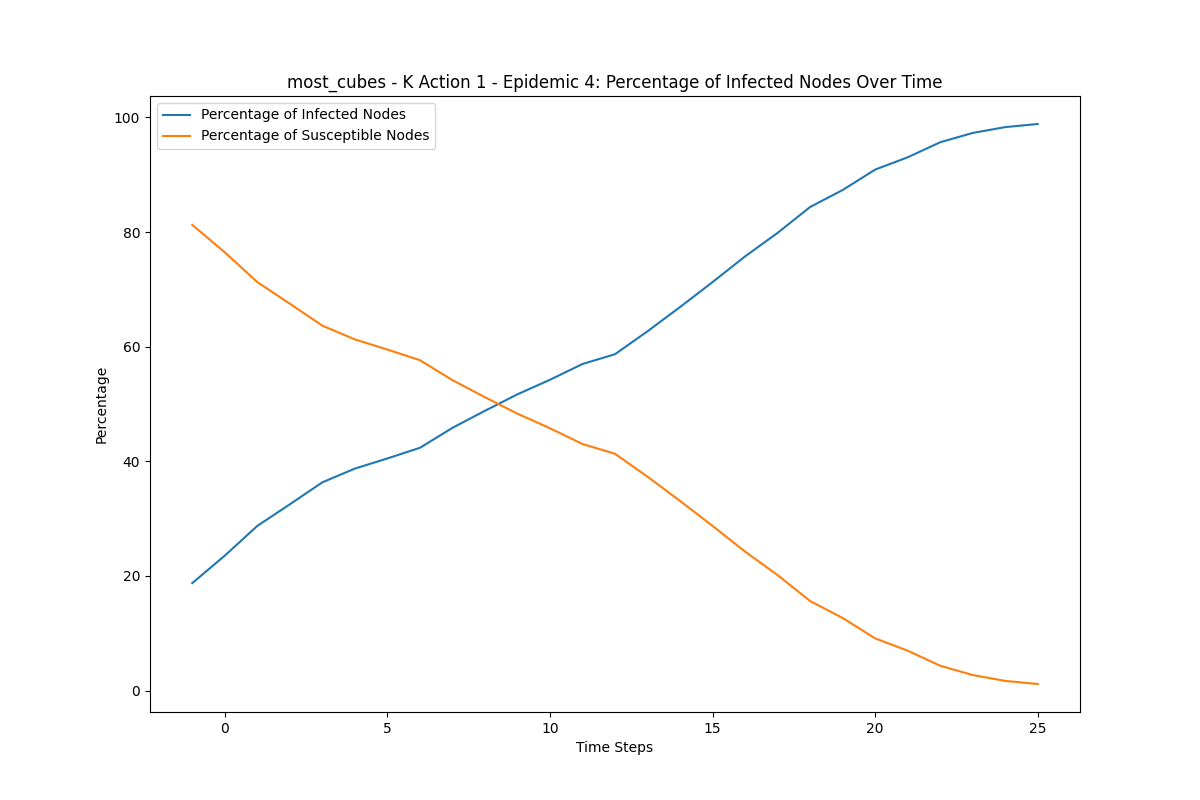 most_cubes - K Action 1 - Epidemic 4: Percentage of Infected Nodes Over Time
Percentage of Infected Nodes
Percentage of Susceptible Nodes
100
80
60
40
20
0
Percentage
0 5 10 15 20 25
Time Steps